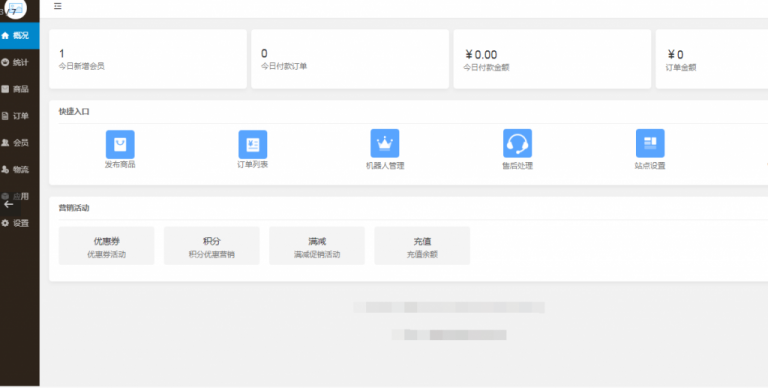 概况
统计
商品
订单
会员
物流
应用
设置
1
今日新增会员
0
今日付款订单
￥0.00
今日付款金额
￥0
订单金额
快捷入口
发布商品
订单列表
机器人管理
售后处理
站点设置
营销活动
优惠券
优惠券活动
积分
积分优惠营销
满减
满减促销活动
充值
充值余额